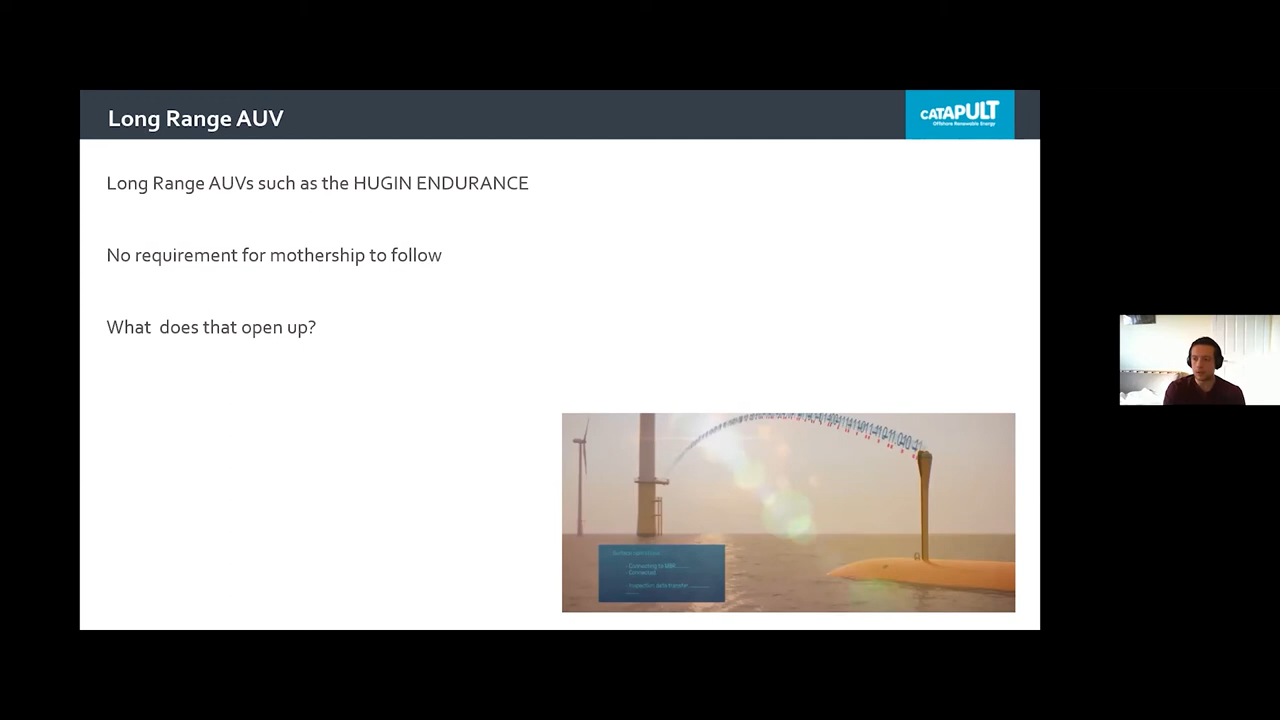 Long Range AUV
CATAPULT
Offshore Renewable Energy
Long Range AUVs such as the HUGIN ENDURANCE
No requirement for mothership to follow
What does that open up?
Connected